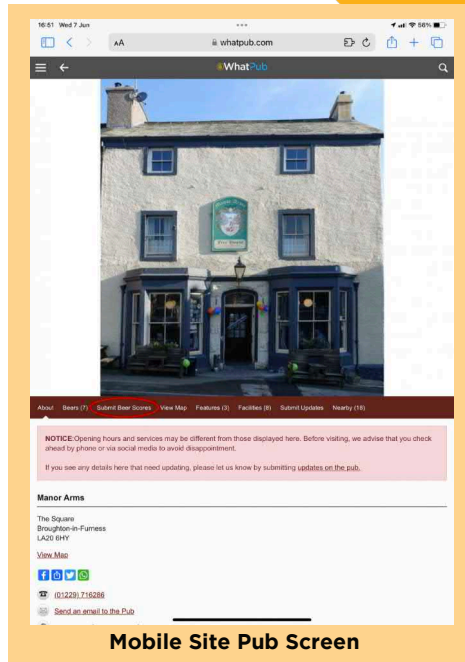 16:51 Wed 7 Jun
56%
AA
whatpub.com
WhatPub
Free House
About Beers (7) Submit Beer Scores View Map Features (3) Facilities (8) Submit Updates Nearby (16)
NOTICE:Opening hours and services may be different from those displayed here. Before visiting, we advise that you check
ahead by phone or via social media to avoid disappointment.
If you see any details here that need updating, please let us know by submitting updates on the pub.
Manor Arms
The Square
Broughton-in-Furness
LA20 6HY
View Map
(01229) 716286
Send an email to the Pub
Mobile Site Pub Screen